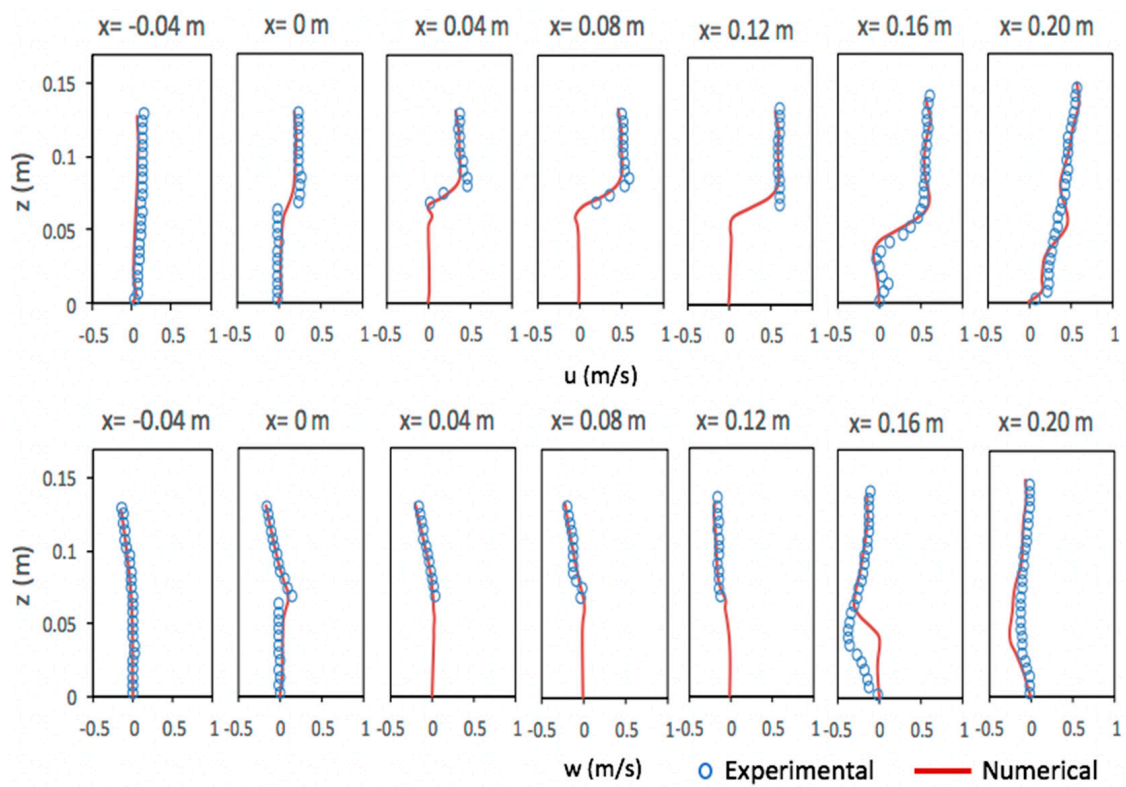 x= -0.04 m x= 0 m x= 0.04 m x= 0.08 m x= 0.12 m x= 0.16 m x= 0.20 m
0.15
0.1
0.05
0
z (m)
-0.5 0 0.5 1 -0.5 0 0.5 1 -0.5 0 0.5 1 -0.5 0 0.5 1 -0.5 0 0.5 1 -0.5 0 0.5 1 -0.5 0 0.5 1
u (m/s)
x= -0.04 m x= 0 m x= 0.04 m x= 0.08 m x= 0.12 m x= 0.16 m x= 0.20 m
0.15
0.1
0.05
0
z (m)
-0.5 0 0.5 1 -0.5 0 0.5 1 -0.5 0 0.5 1 -0.5 0 0.5 1 -0.5 0 0.5 1 -0.5 0 0.5 1 -0.5 0 0.5 1
w (m/s) Experimental Numerical